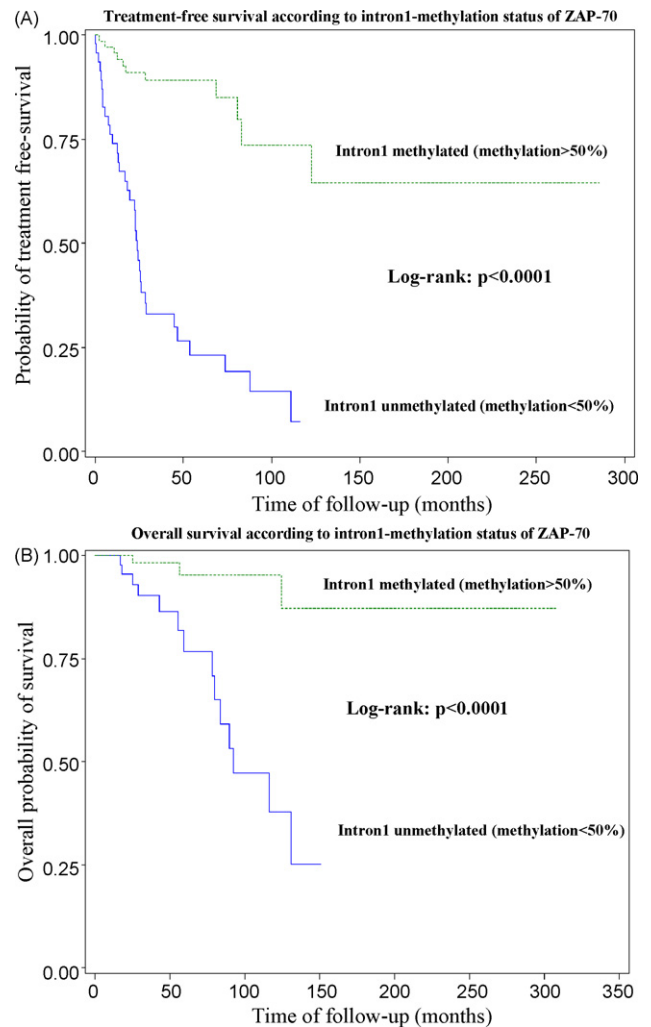 (A)
Treatment-free survival according to intron1-methylation status of ZAP-70
Probability of treatment free-survival
1.00
0.75
0.50
0.25
0.00
Intron1 methylated (methylation>50%)
Log-rank: p<0.0001
Intron1 unmethylated (methylation<50%)
0 50 100 150 200 250 300
Time of follow-up (months)
Overall survival according to intron1-methylation status of ZAP-70
(B)
Overall probability of survival
1.00
0.75
0.50
0.25
0.00
Intron1 methylated (methylation>50%)
Log-rank: p<0.0001
Intron1 unmethylated (methylation<50%)
0 50 100 150 200 250 300 350
Time of follow-up (months)